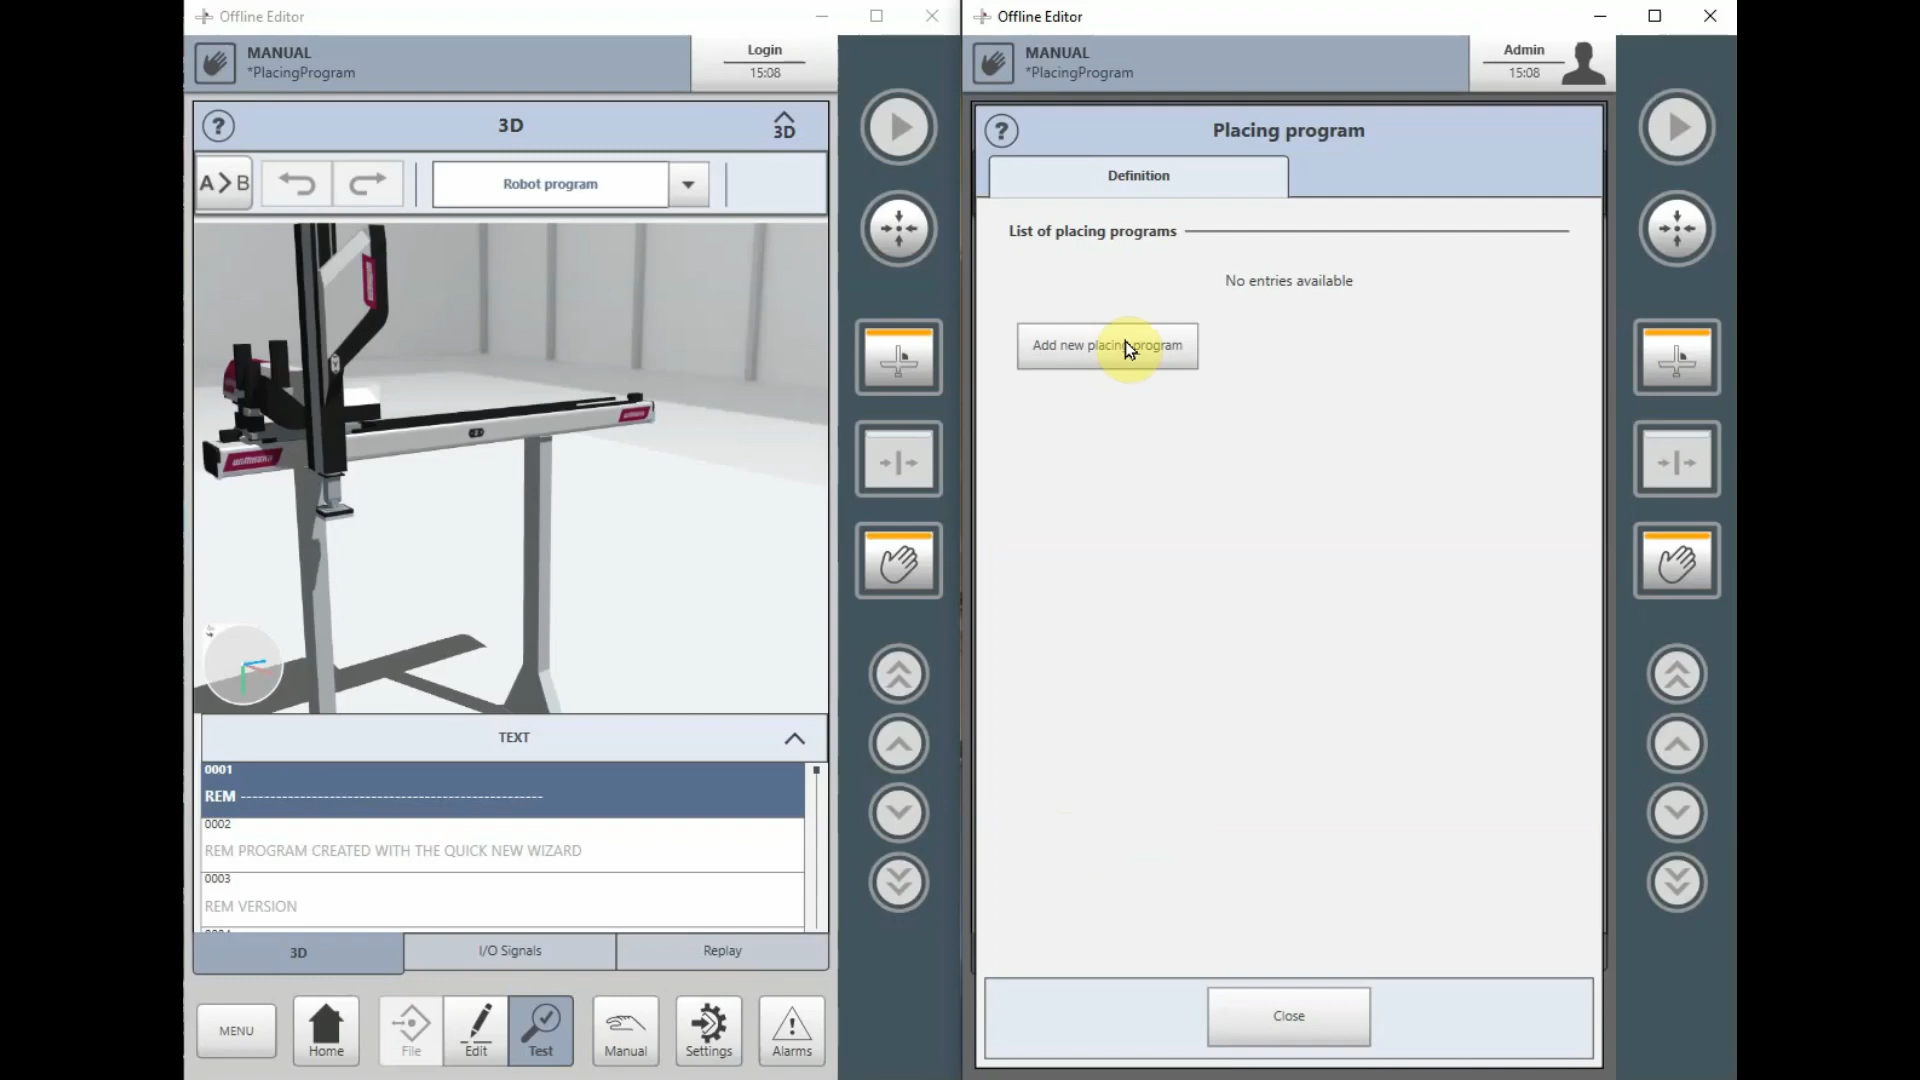 Offline Editor
MANUAL
*PlacingProgram
Login
15:08
?
3D
3D
A>B
Robot program
TEXT
0001
REM --------------------------------------------------
0002
REM PROGRAM CREATED WITH THE QUICK NEW WIZARD
0003
REM VERSION
3D
I/O Signals
Replay
MENU
Home
File
Edit
Test
Manual
Settings
Alarms
Offline Editor
MANUAL
*PlacingProgram
Admin
15:08
?
Placing program
Definition
List of placing programs
No entries available
Add new placing program
Close